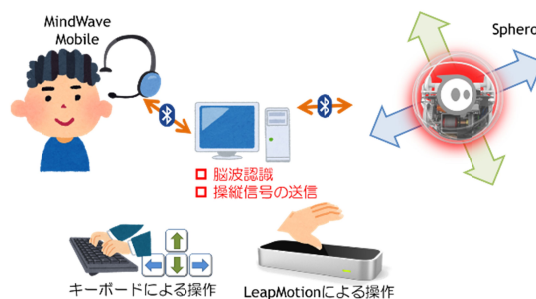 MindWave
Mobile
Sphero
脳波認識
操縦信号の送信
キーボードによる操作
LeapMotionによる操作